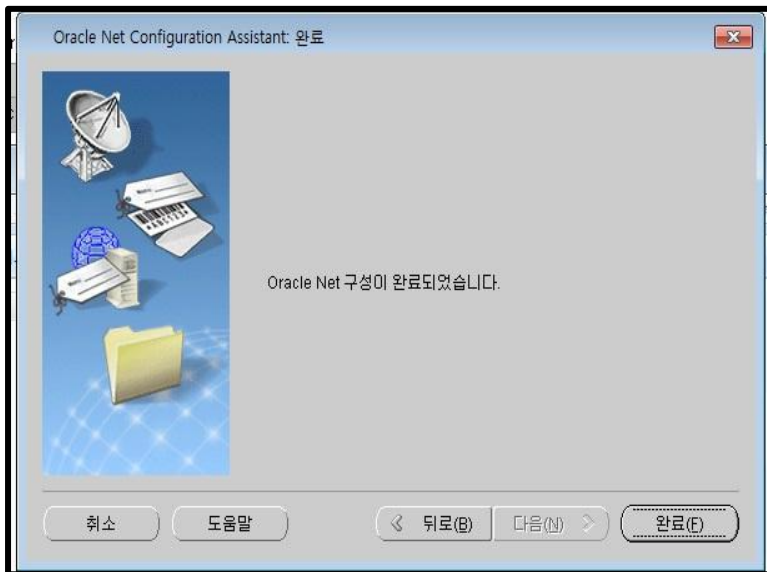 Oracle Net Configuration Assistant: 완료
Oracle Net 구성이 완료되었습니다.
취소
도움말
뒤로(B)
다음(N)
완료(F)